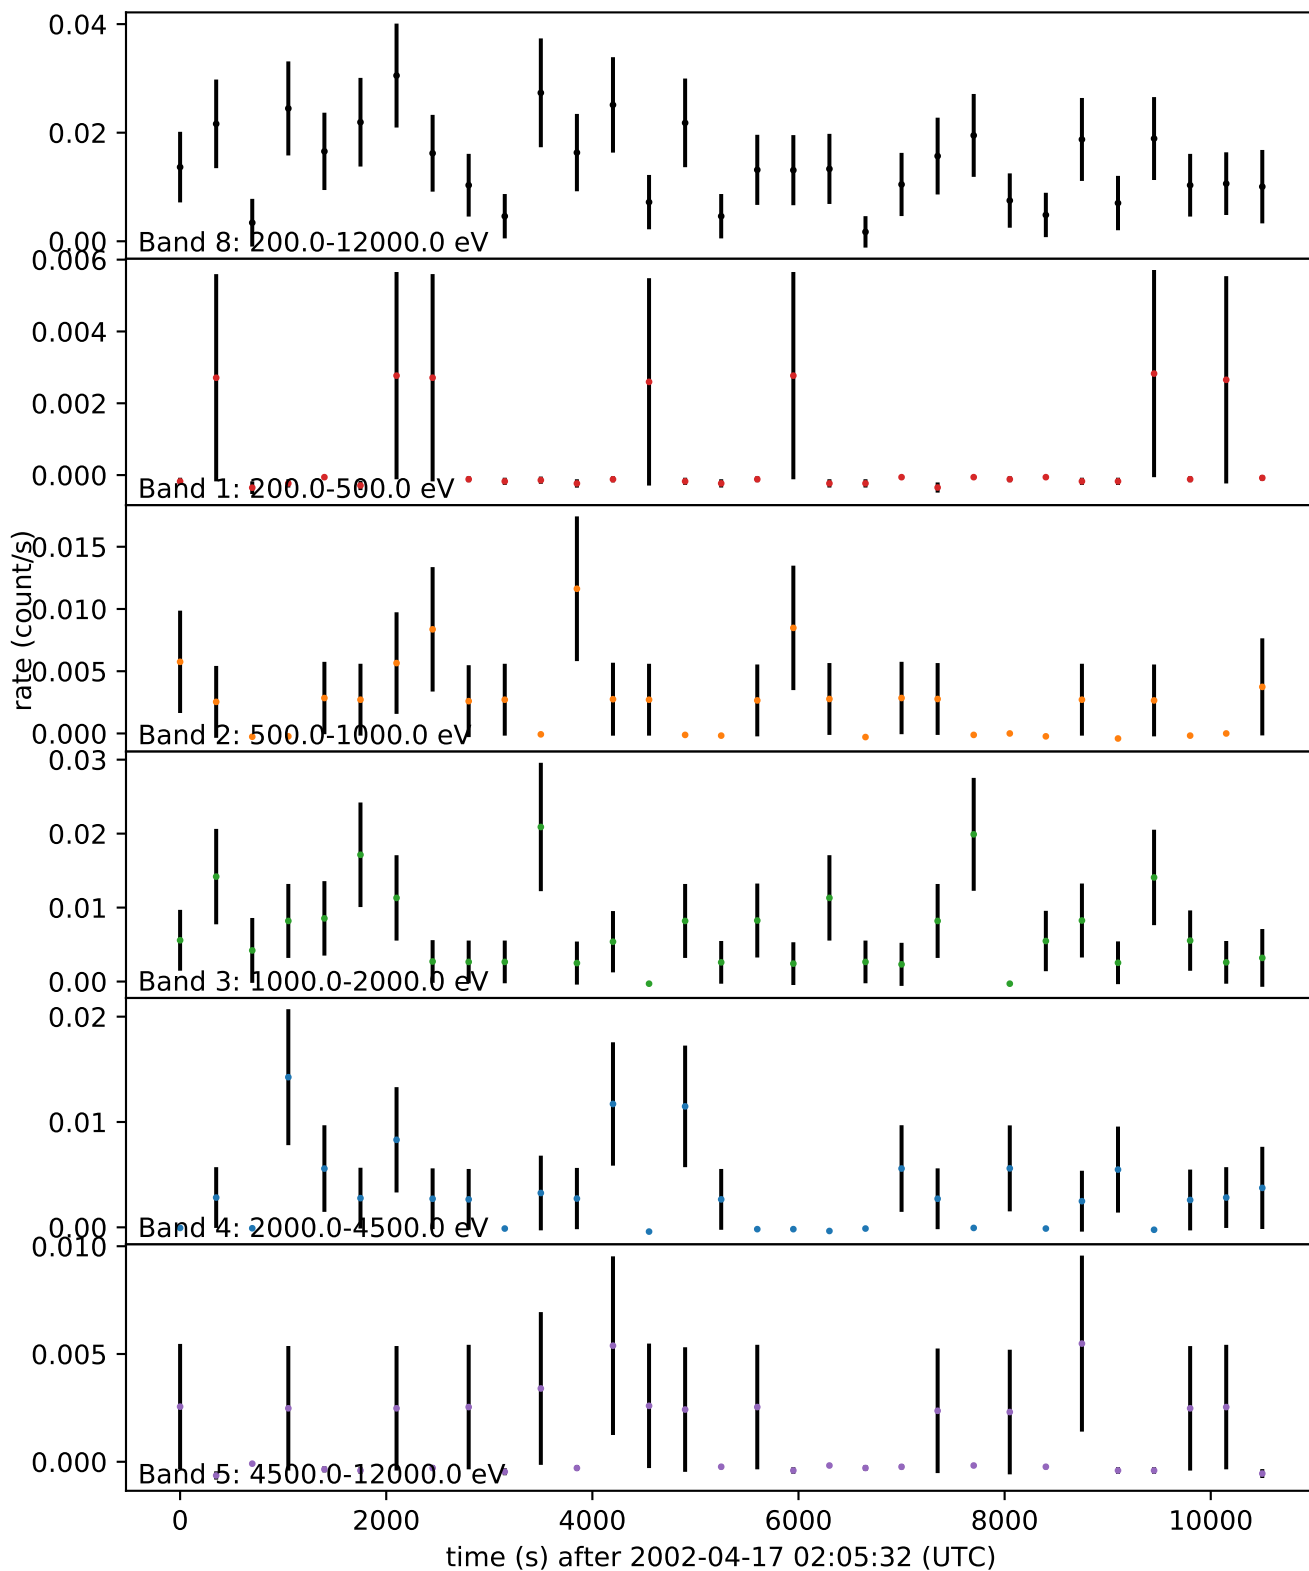 0.04
0.02
0.00
Band 8: 200.0-12000.0 eV
0.006
0.004
0.002
0.000
Band 1: 200.0-500.0 eV
rate (count/s)
0.015
0.010
0.005
0.000
Band 2: 500.0-1000.0 eV
0.03
0.02
0.01
0.00
Band 3: 1000.0-2000.0 eV
0.02
0.01
0.00
Band 4: 2000.0-4500.0 eV
0.010
0.005
0.000
Band 5: 4500.0-12000.0 eV
0 2000 4000 6000 8000 10000
time (s) after 2002-04-17 02:05:32 (UTC)